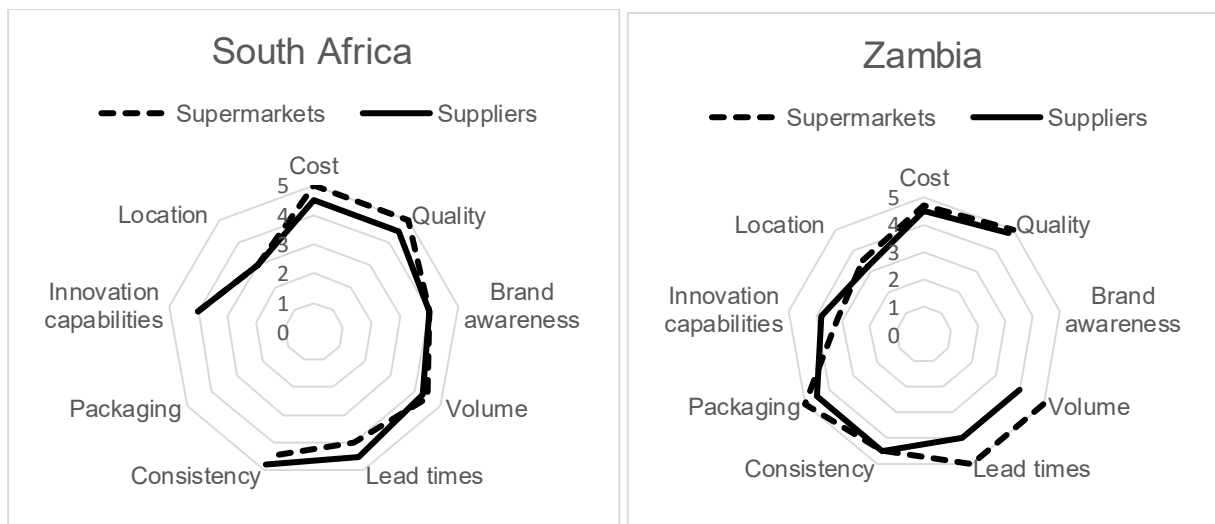 South Africa
Supermarkets
Suppliers
Cost
5
4
3
2
1
0
Quality
Brand
awareness
Volume
Lead times
Consistency
Packaging
Innovation
capabilities
Location
Zambia
Supermarkets
Suppliers
Cost
5
4
3
2
1
0
Quality
Brand
awareness
Volume
Lead times
Consistency
Packaging
Innovation
capabilities
Location